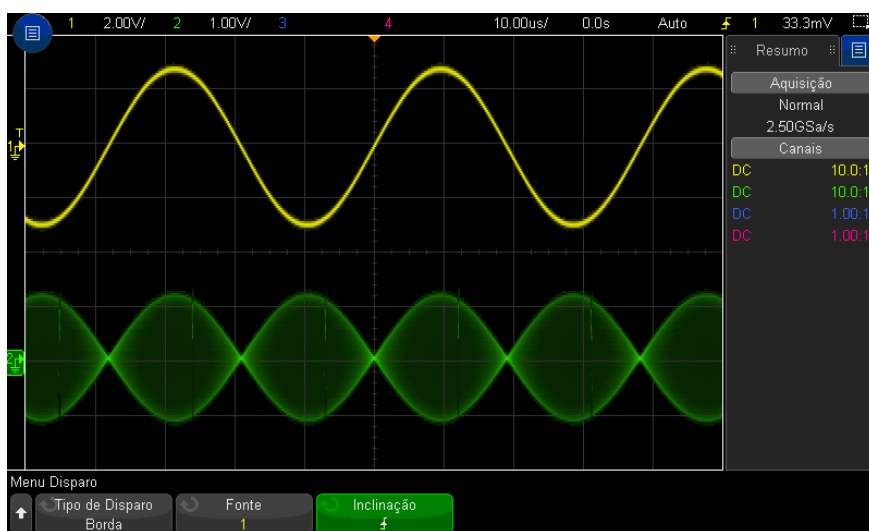 1 2.00V/ 2 1.00V/ 3 4 10.00us/ 0.0s Auto 1 33.3mV
Resumo
Aquisição
Normal
2.50GSa/s
Canais
DC 10.0:1
DC 10.0:1
DC 1.00:1
DC 1.00:1
T
1
2
Menu Disparo
Tipo de Disparo
Borda
Fonte
1
Inclinação